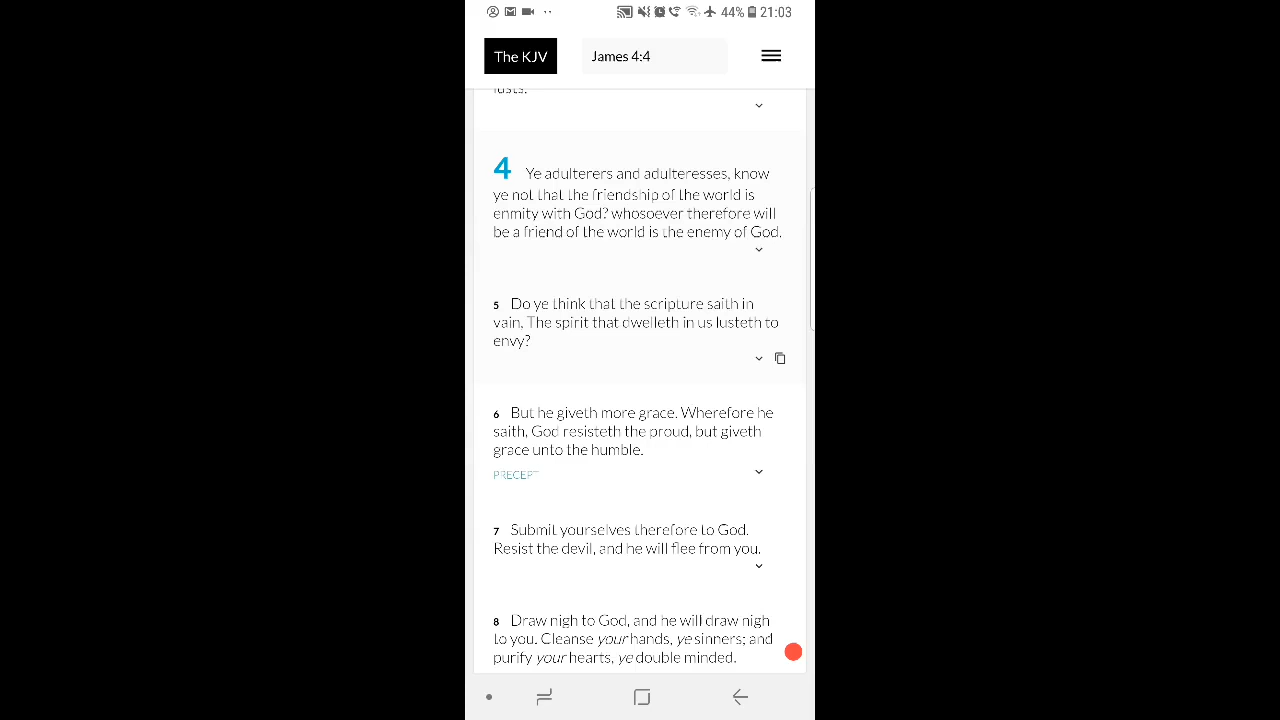 44% 21:03
The KJV James 4:4
lusts.
4 Ye adulterers and adulteresses, know
ye not that the friendship of the world is
enmity with God? whosoever therefore will
be a friend of the world is the enemy of God.
5 Do ye think that the scripture saith in
vain, The spirit that dwelleth in us lusteth to
envy?
6 But he giveth more grace. Wherefore he
saith, God resisteth the proud, but giveth
grace unto the humble.
PRECEPT
7 Submit yourselves therefore to God.
Resist the devil, and he will flee from you.
8 Draw nigh to God, and he will draw nigh
to you. Cleanse your hands, ye sinners; and
purify your hearts, ye double minded.